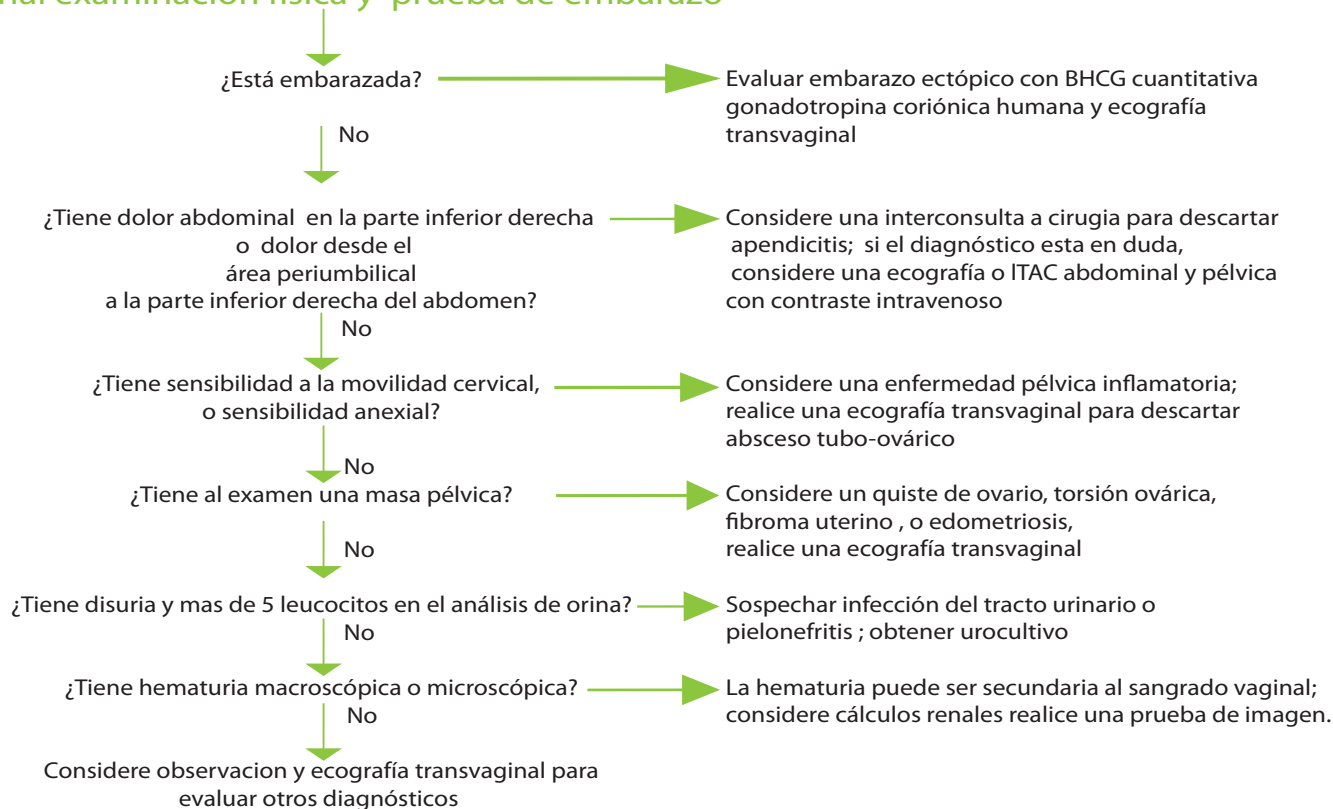 examinación física y prueba de embarazo
¿Está embarazada?
Evaluar embarazo ectópico con BHCG cuantitativa
gonadotropina coriónica humana y ecografía
transvaginal
No
¿Tiene dolor abdominal en la parte inferior derecha
o dolor desde el
área periumbilical
a la parte inferior derecha del abdomen?
Considere una interconsulta a cirugia para descartar
apendicitis; si el diagnóstico esta en duda,
considere una ecografía o lTAC abdominal y pélvica
con contraste intravenoso
No
¿Tiene sensibilidad a la movilidad cervical,
o sensibilidad anexial?
Considere una enfermedad pélvica inflamatoria;
realice una ecografía transvaginal para descartar
absceso tubo-ovárico
No
¿Tiene al examen una masa pélvica?
Considere un quiste de ovario, torsión ovárica,
fibroma uterino , o edometriosis,
realice una ecografía transvaginal
No
¿Tiene disuria y mas de 5 leucocitos en el análisis de orina?
Sospechar infección del tracto urinario o
pielonefritis ; obtener urocultivo
No
¿Tiene hematuria macroscópica o microscópica?
La hematuria puede ser secundaria al sangrado vaginal;
considere cálculos renales realice una prueba de imagen.
No
Considere observacion y ecografía transvaginal para
evaluar otros diagnósticos